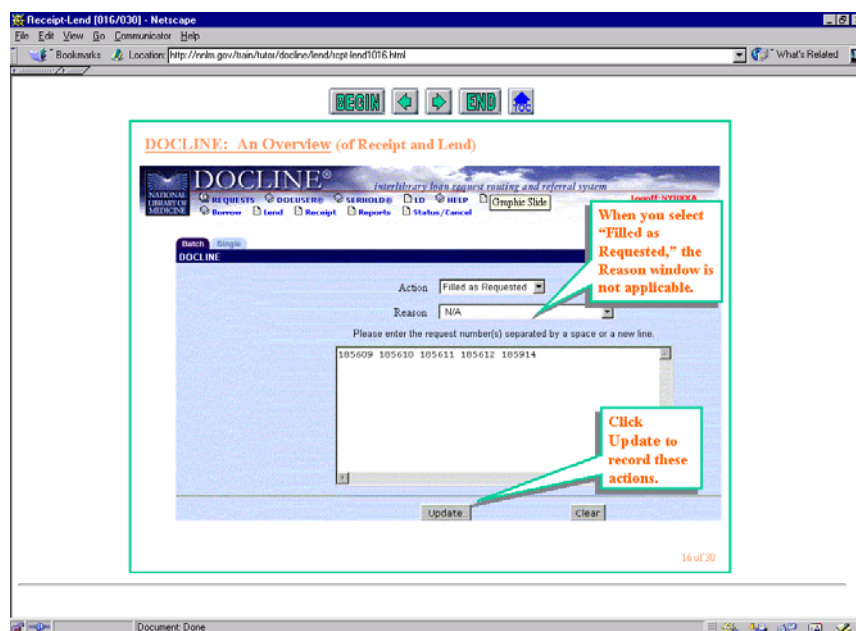 Receipt-Lend [016/030] - Netscape
File Edit View Go Communicator Help
Bookmarks Location: http://nnlm.gov/train/tutor/docline/lend/rcpt-lend1016.html What's Related
BEGIN END TOC
DOCLINE: An Overview (of Receipt and Lend)
NATIONAL LIBRARY OF MEDICINE
DOCLINE®
interlibrary loan request routing and referral system
REQUESTS DOCUSER® SERHOLD® LD HELP Graphic Slide
Borrow Lend Receipt Reports Status/Cancel
When you select
“Filled as
Requested,” the
Reason window is
not applicable.
Batch Single
DOCLINE
Action Filled as Requested
Reason N/A
Please enter the request number(s) separated by a space or a new line.
185609 185610 185611 185612 185914
Click
Update to
record these
actions.
Update Clear
16 of 30
Document: Done